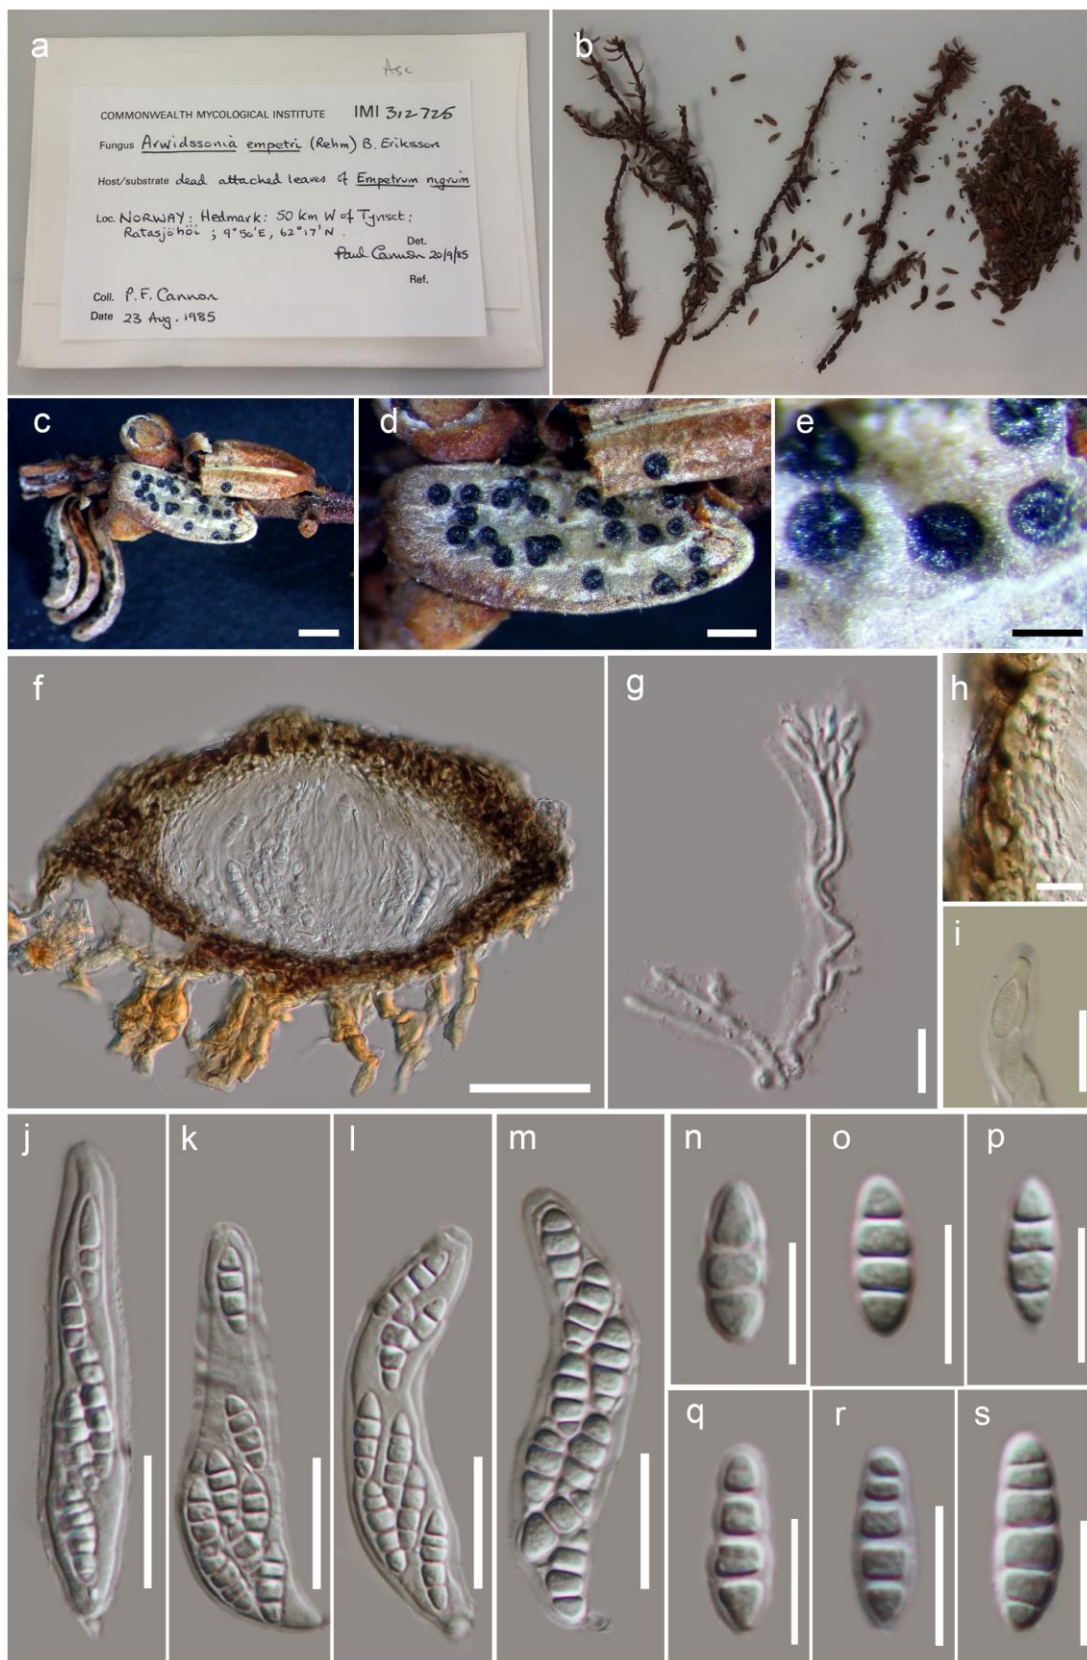 a
Asc
COMMONWEALTH MYCOLOGICAL INSTITUTE IMI 312725
Fungus Arwidssonia empetri (Rehm) B. Eriksson
Host/substrate dead attached leaves of Empetrum nigrum
Loc. NORWAY: Hedmark: 50 km W of Tynset:
Ratasjöhöi ; 9°50'E, 62°17'N.
Det.
Paul Cannon 20/9/85
Ref.
Coll. P.F. Cannon
Date 23 Aug. 1985
b
c
d
e
f
g
h
i
j
k
l
m
n
o
p
q
r
s